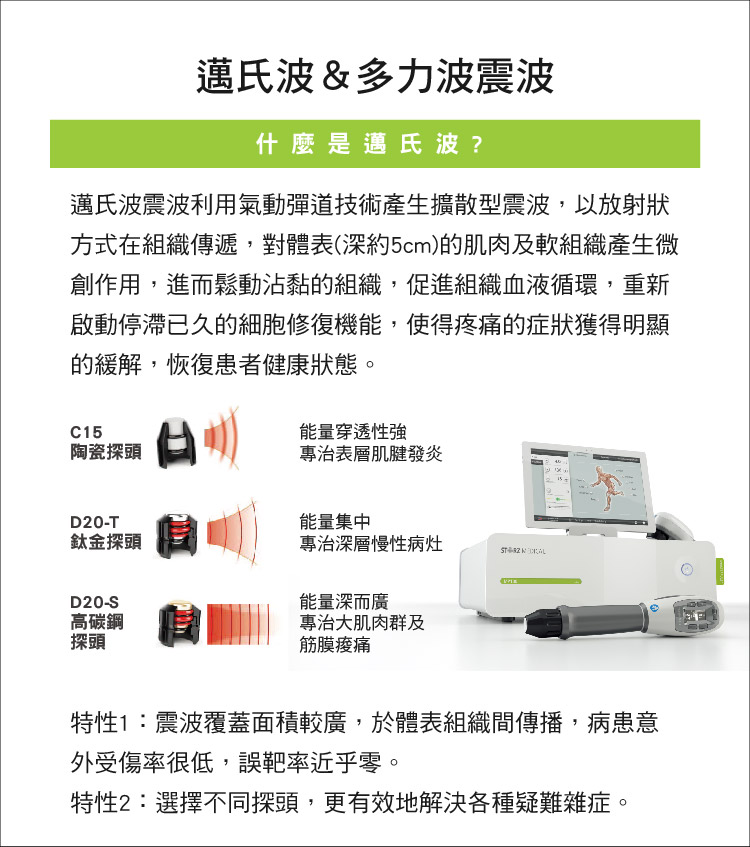 邁氏波＆多力波震波
什麼是邁氏波?
邁氏波震波利用氣動彈道技術產生擴散型震波，以放射狀
方式在組織傳遞，對體表(深約5cm)的肌肉及軟組織產生微
創作用，進而鬆動沾黏的組織，促進組織血液循環，重新
啟動停滯已久的細胞修復機能，使得疼痛的症狀獲得明顯
的緩解，恢復患者健康狀態。
C15
陶瓷探頭
能量穿透性強
專治表層肌腱發炎
D20-T
鈦金探頭
能量集中
專治深層慢性病灶
D20-S
高碳鋼
探頭
能量深而廣
專治大肌肉群及
筋膜痠痛
STORZ MEDICAL
特性1：震波覆蓋面積較廣，於體表組織間傳播，病患意
外受傷率很低，誤靶率近乎零。
特性2：選擇不同探頭，更有效地解決各種疑難雜症。